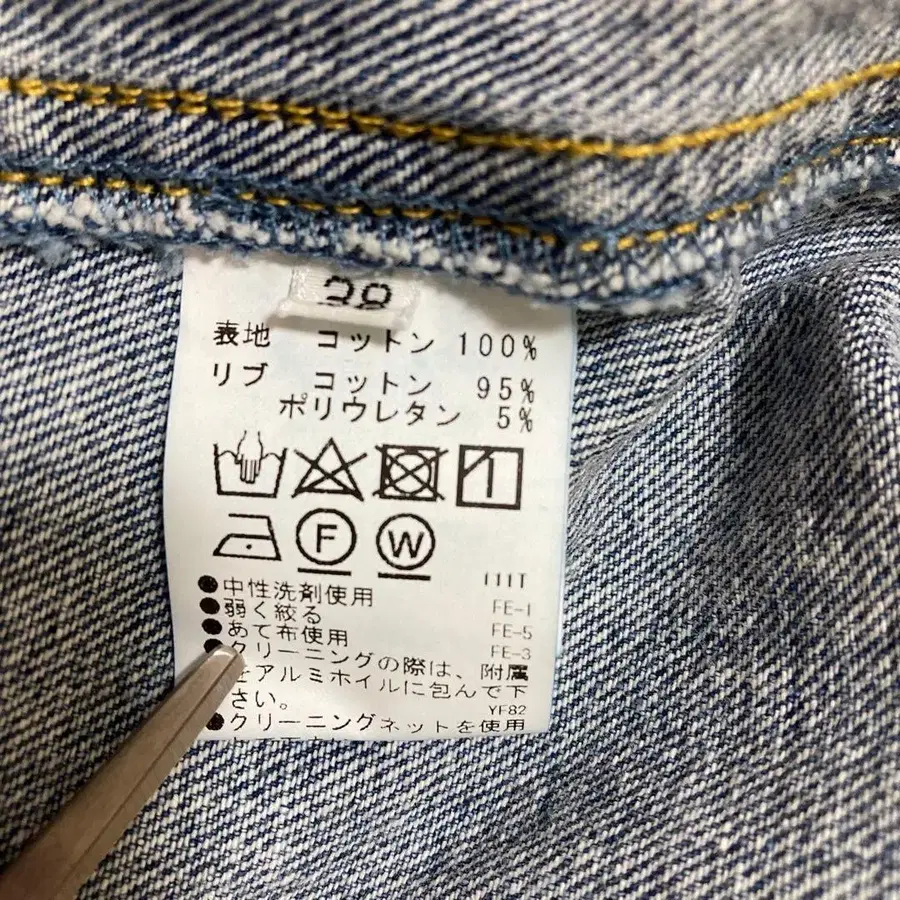 38
表地 コットン 100%
リブ コットン 95%
ポリウレタン 5%
F W
111T
●中性洗剤使用 FE-1
●弱く絞る FE-5
●あて布使用 FE-3
●クリーニングの際は、附属
をアルミホイルに包んで下
さい。 YF82
●クリーニングネットを使用